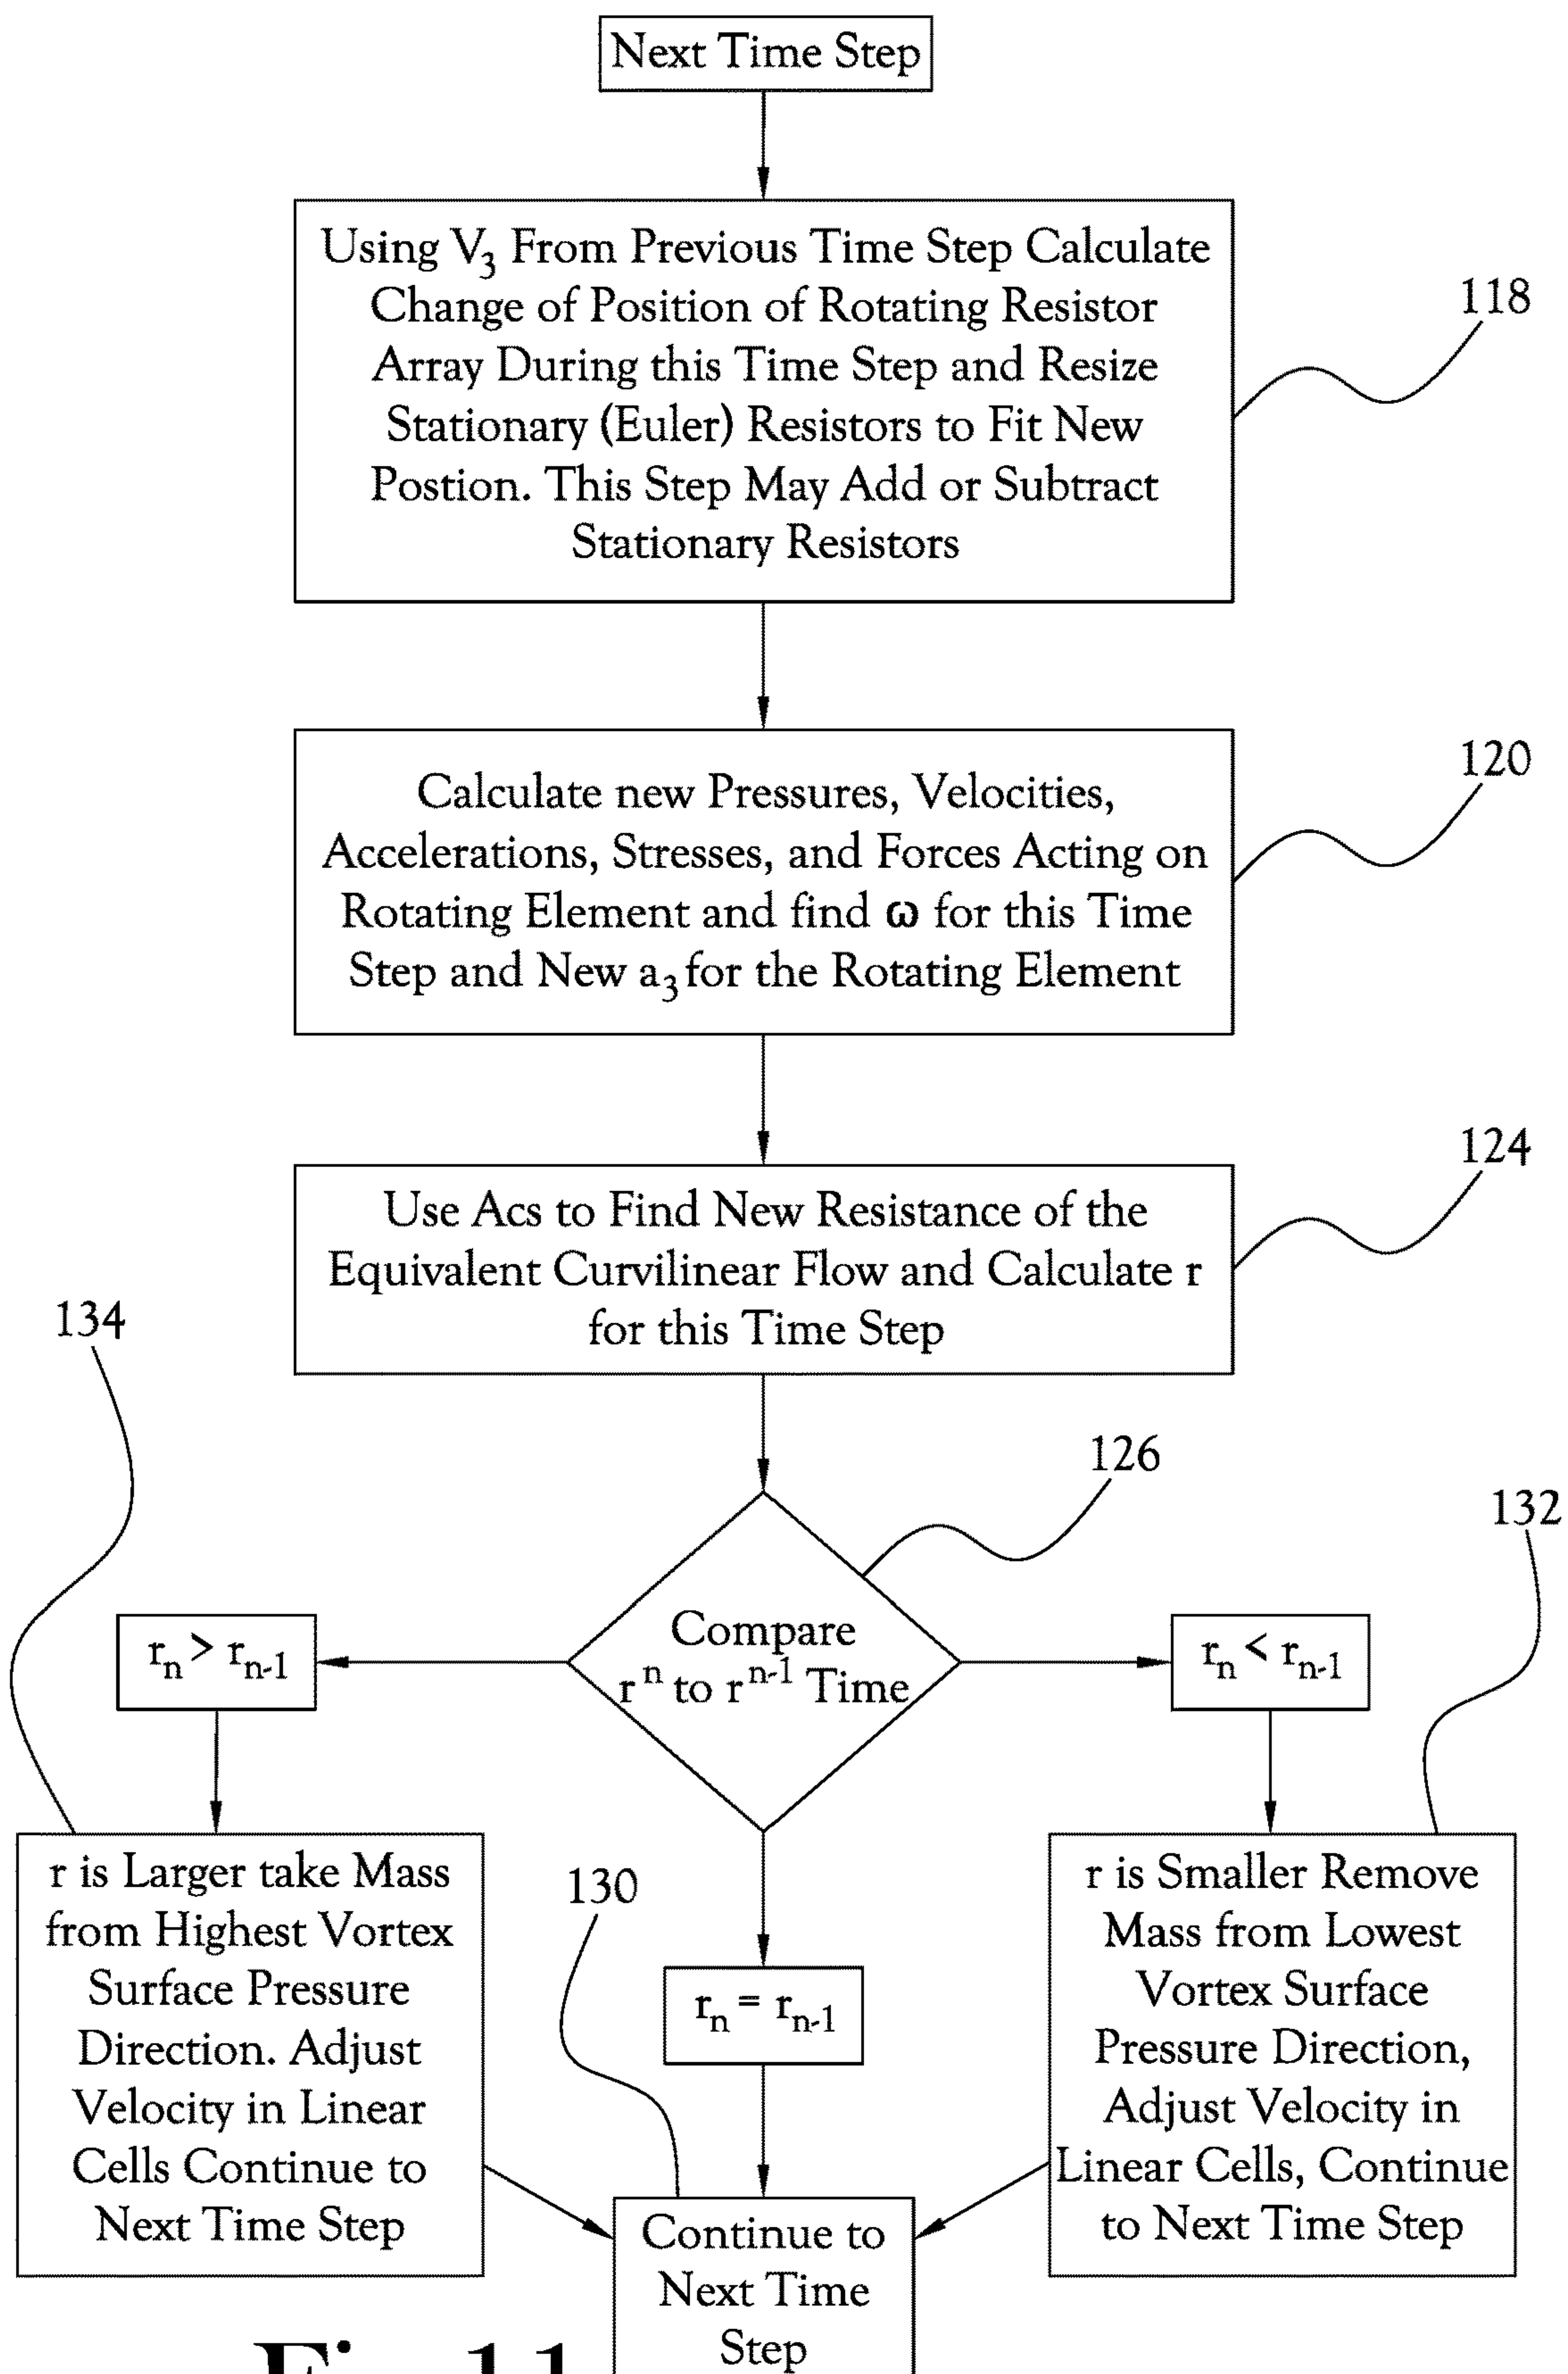 Next Time Step
Using V₃ From Previous Time Step Calculate
Change of Position of Rotating Resistor
Array During this Time Step and Resize
Stationary (Euler) Resistors to Fit New
Postion. This Step May Add or Subtract
Stationary Resistors
118
Calculate new Pressures, Velocities,
Accelerations, Stresses, and Forces Acting on
Rotating Element and find ω for this Time
Step and New a₃ for the Rotating Element
120
Use Acs to Find New Resistance of the
Equivalent Curvilinear Flow and Calculate r
for this Time Step
124
134
126
132
Compare
rⁿ to rⁿ⁻¹ Time
rₙ > rₙ₋₁
rₙ < rₙ₋₁
r is Larger take Mass
from Highest Vortex
Surface Pressure
Direction. Adjust
Velocity in Linear
Cells Continue to
Next Time Step
130
rₙ = rₙ₋₁
r is Smaller Remove
Mass from Lowest
Vortex Surface
Pressure Direction,
Adjust Velocity in
Linear Cells, Continue
to Next Time Step
Continue to
Next Time
Step